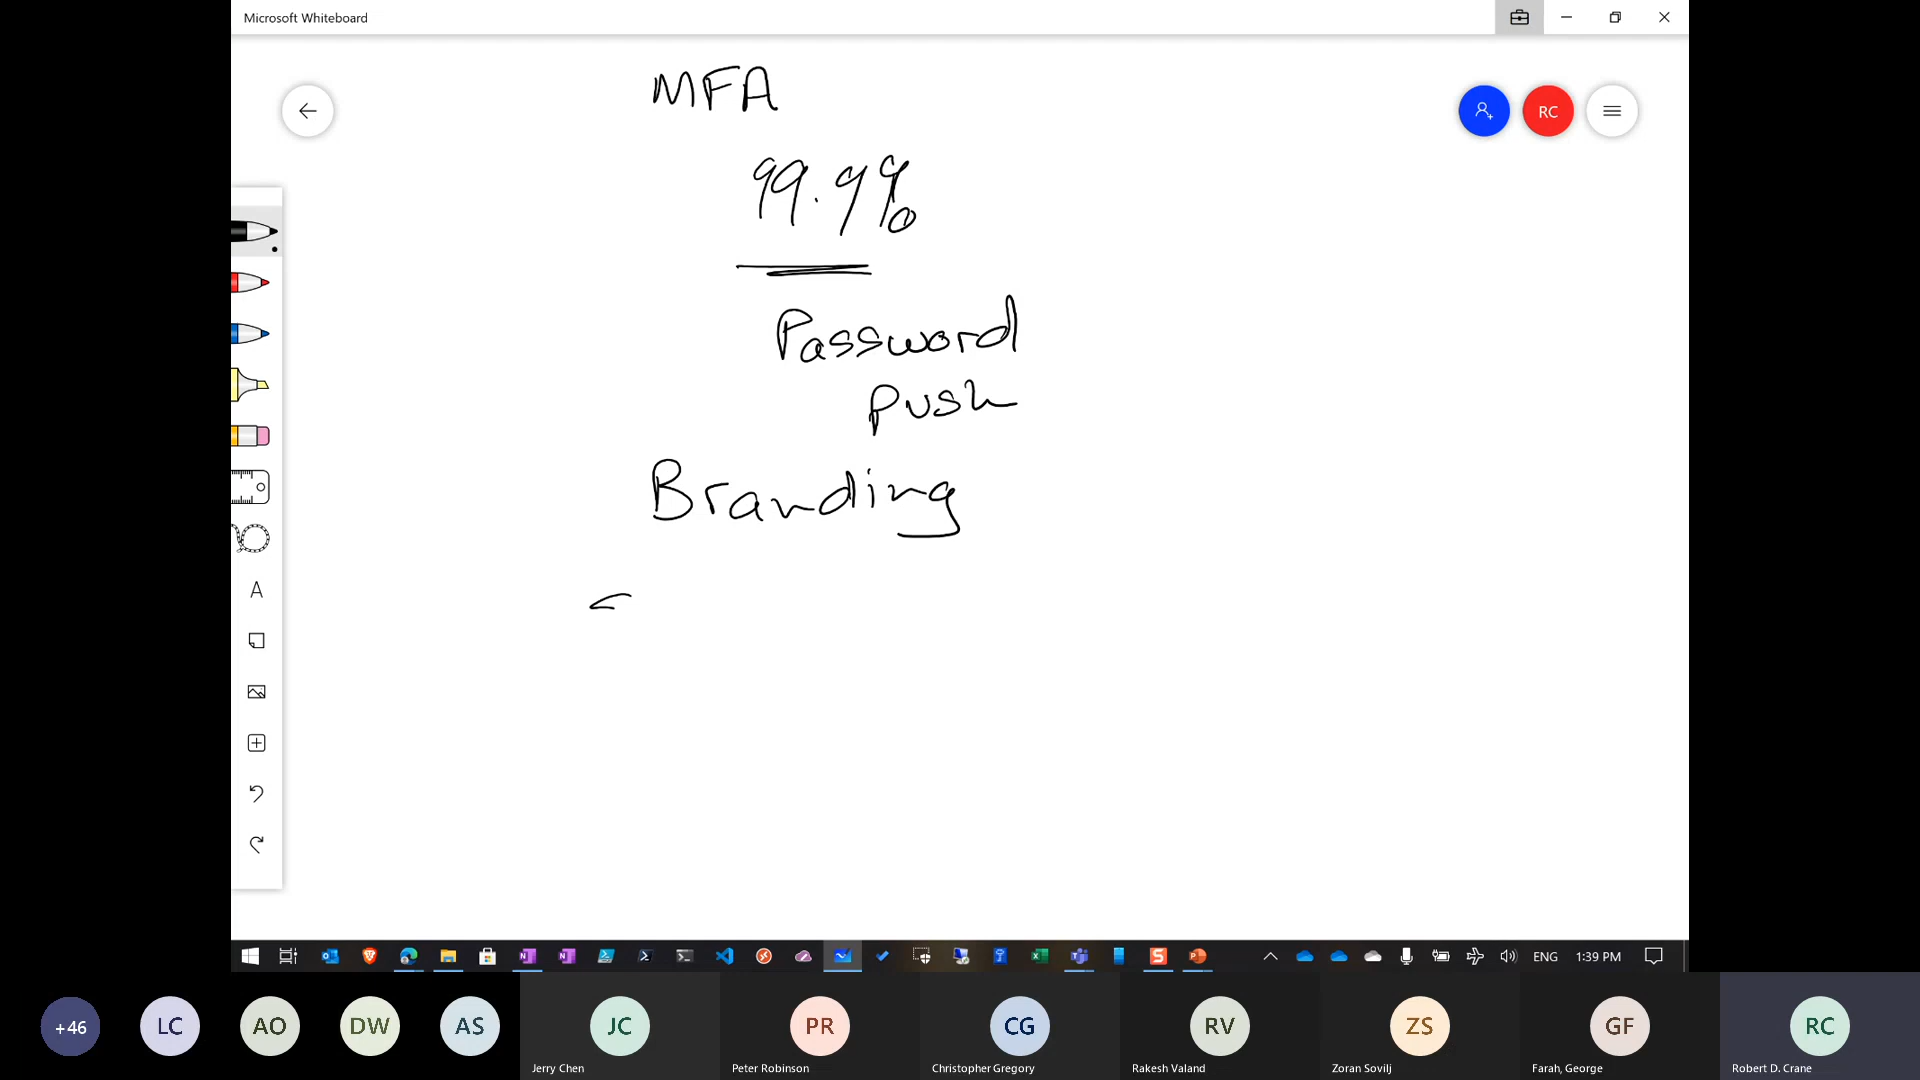 Microsoft Whiteboard
MFA
RC
99.9%
Password
Push
Branding
A
ENG
1:39 PM
+46
LC
AO
DW
AS
JC
PR
CG
RV
ZS
GF
RC
Jerry Chen
Peter Robinson
Christopher Gregory
Rakesh Valand
Zoran Sovilj
Farah, George
Robert D. Crane